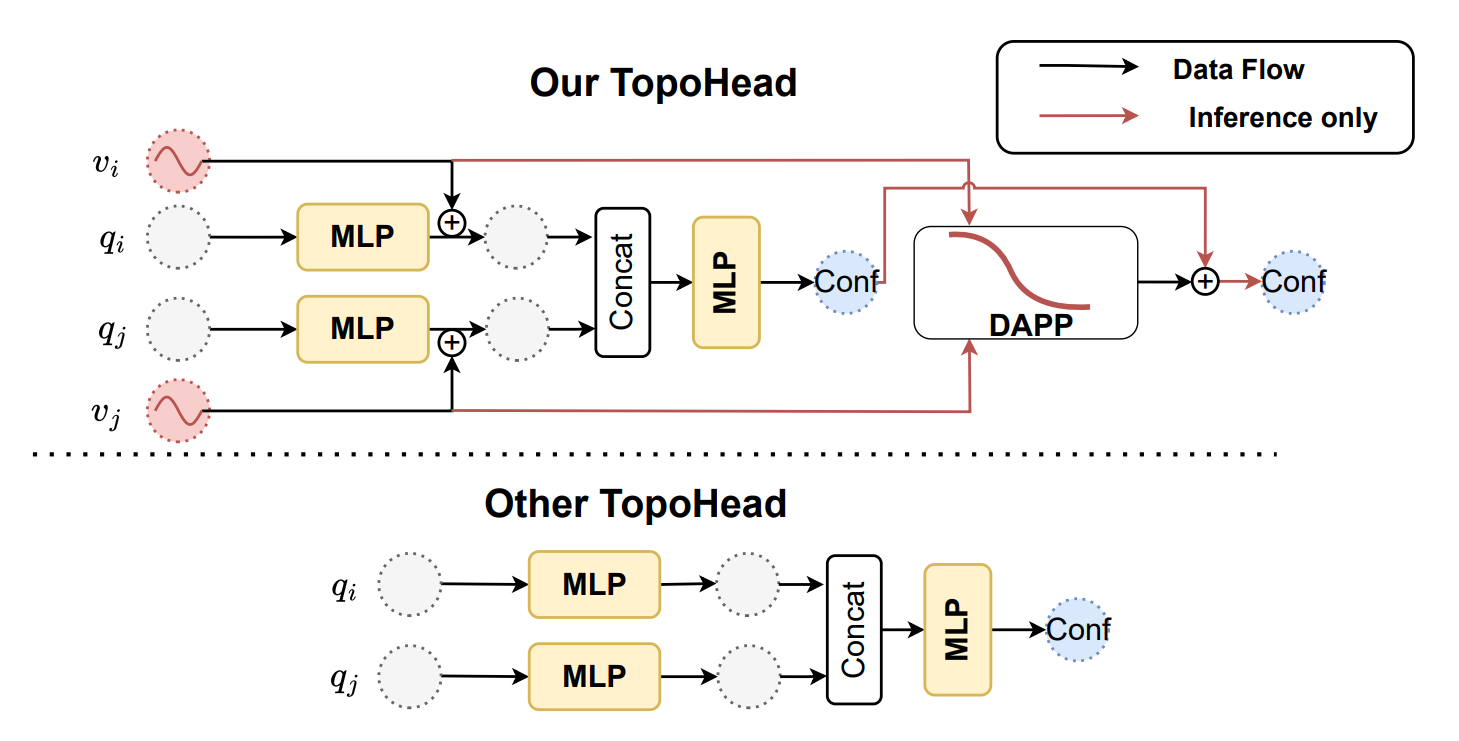 Our TopoHead
Data Flow
Inference only
v_i
q_i
MLP
+
Concat
MLP
Conf
DAPP
+
Conf
q_j
MLP
+
v_j
Other TopoHead
q_i
MLP
Concat
MLP
Conf
q_j
MLP